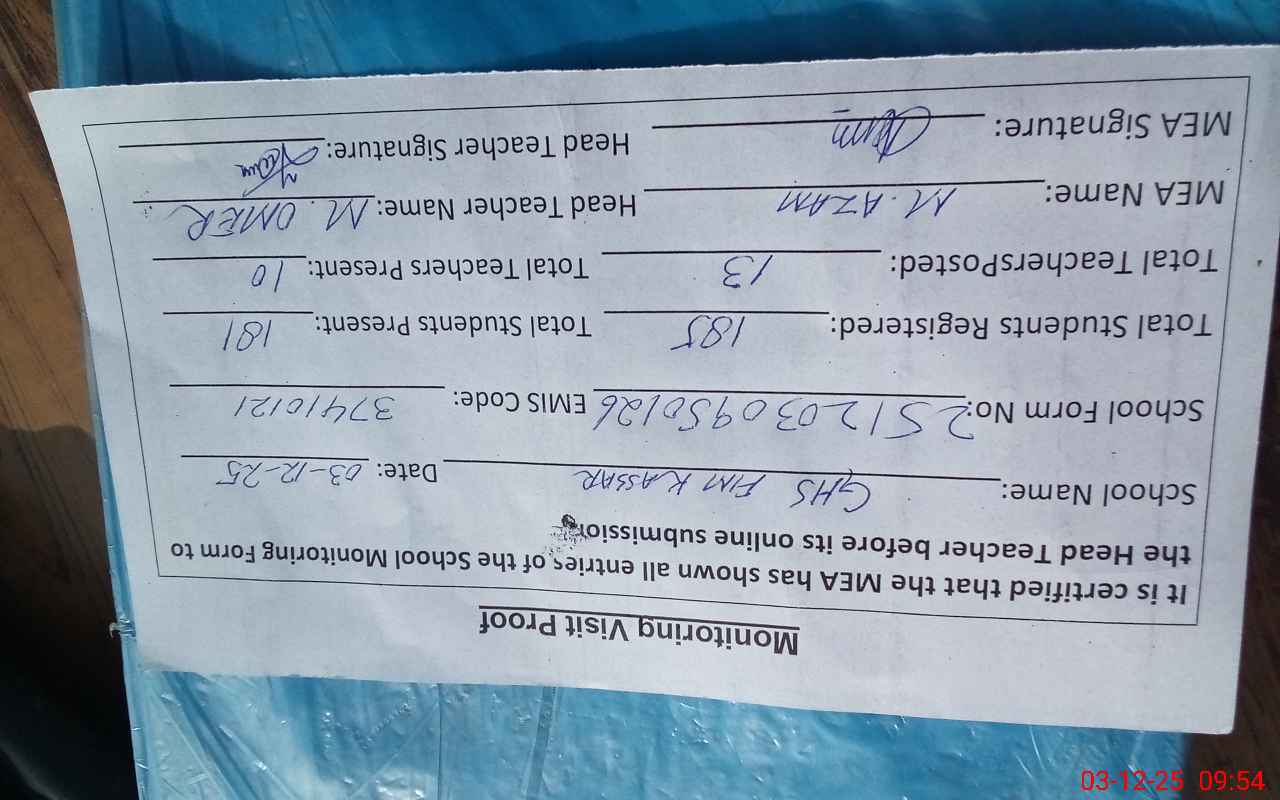 Monitoring Visit Proof
It is certified that the MEA has shown all entries of the School Monitoring Form to
the Head Teacher before its online submission
School Name: GHS FIM KASSAR Date: 03-12-25
School Form No: 2512030950126 EMIS Code: 37410121
Total Students Registered: 185 Total Students Present: 181
Total TeachersPosted: 13 Total Teachers Present: 10
MEA Name: M. AZAM Head Teacher Name: M. OMER
MEA Signature: Head Teacher Signature:
03-12-25 09:54